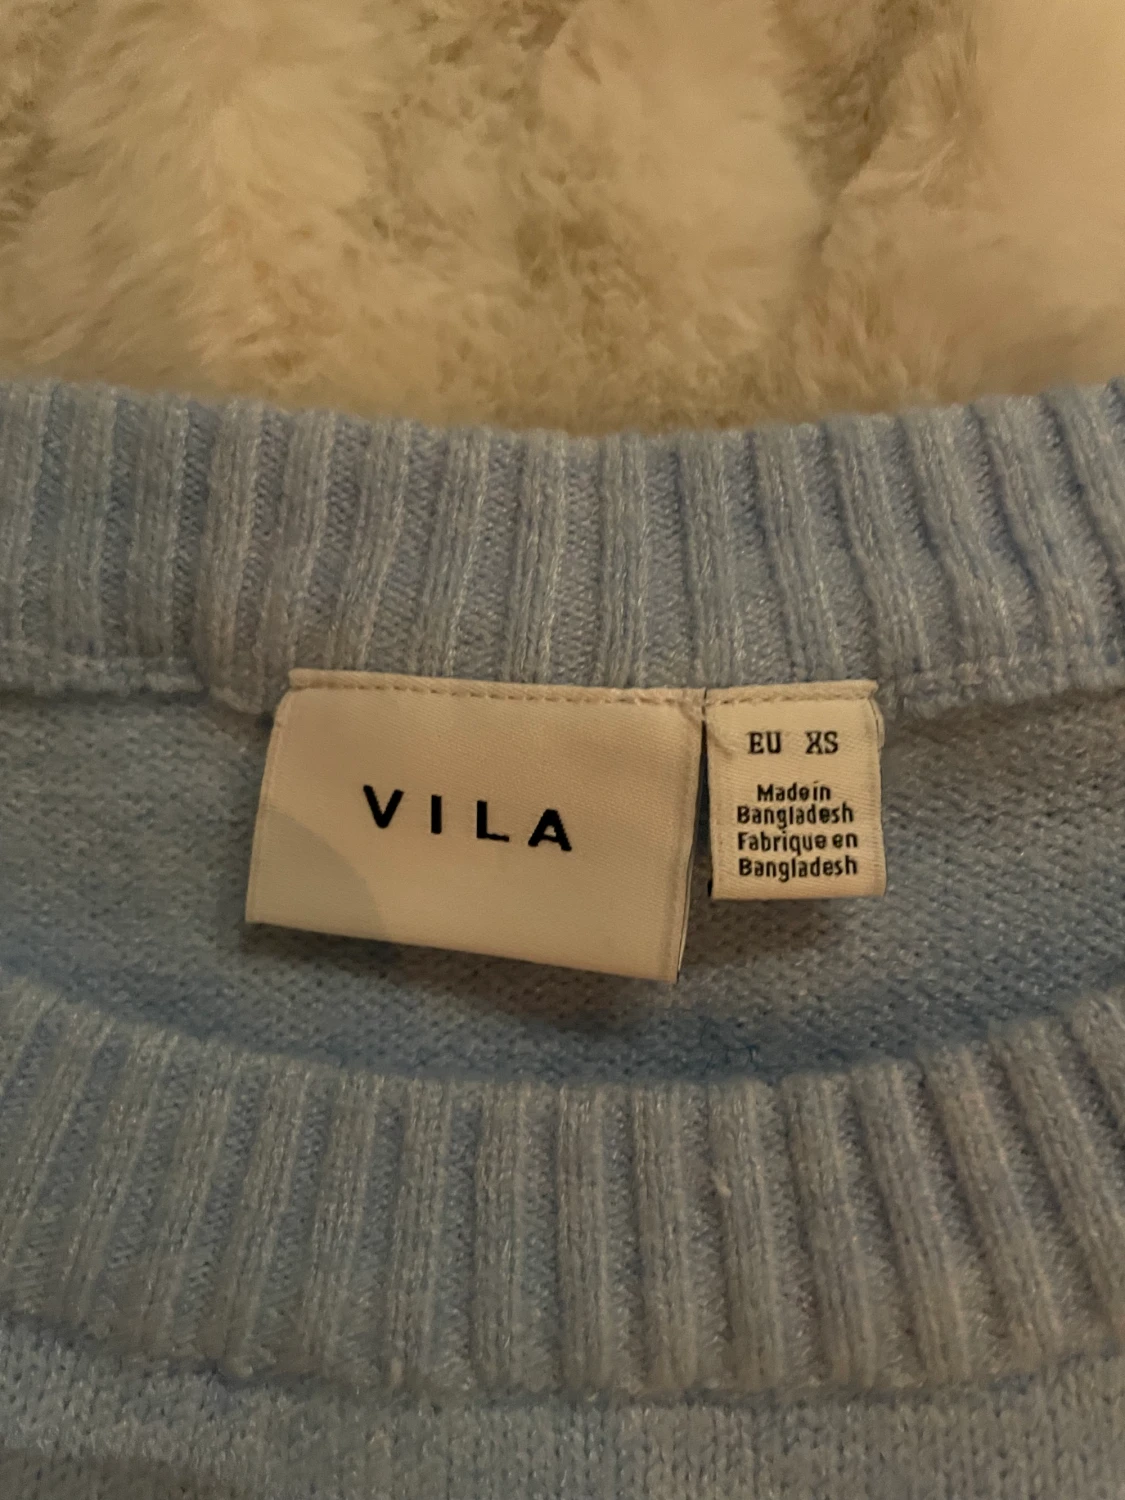 VILA
EU XS
Made in
Bangladesh
Fabrique en
Bangladesh